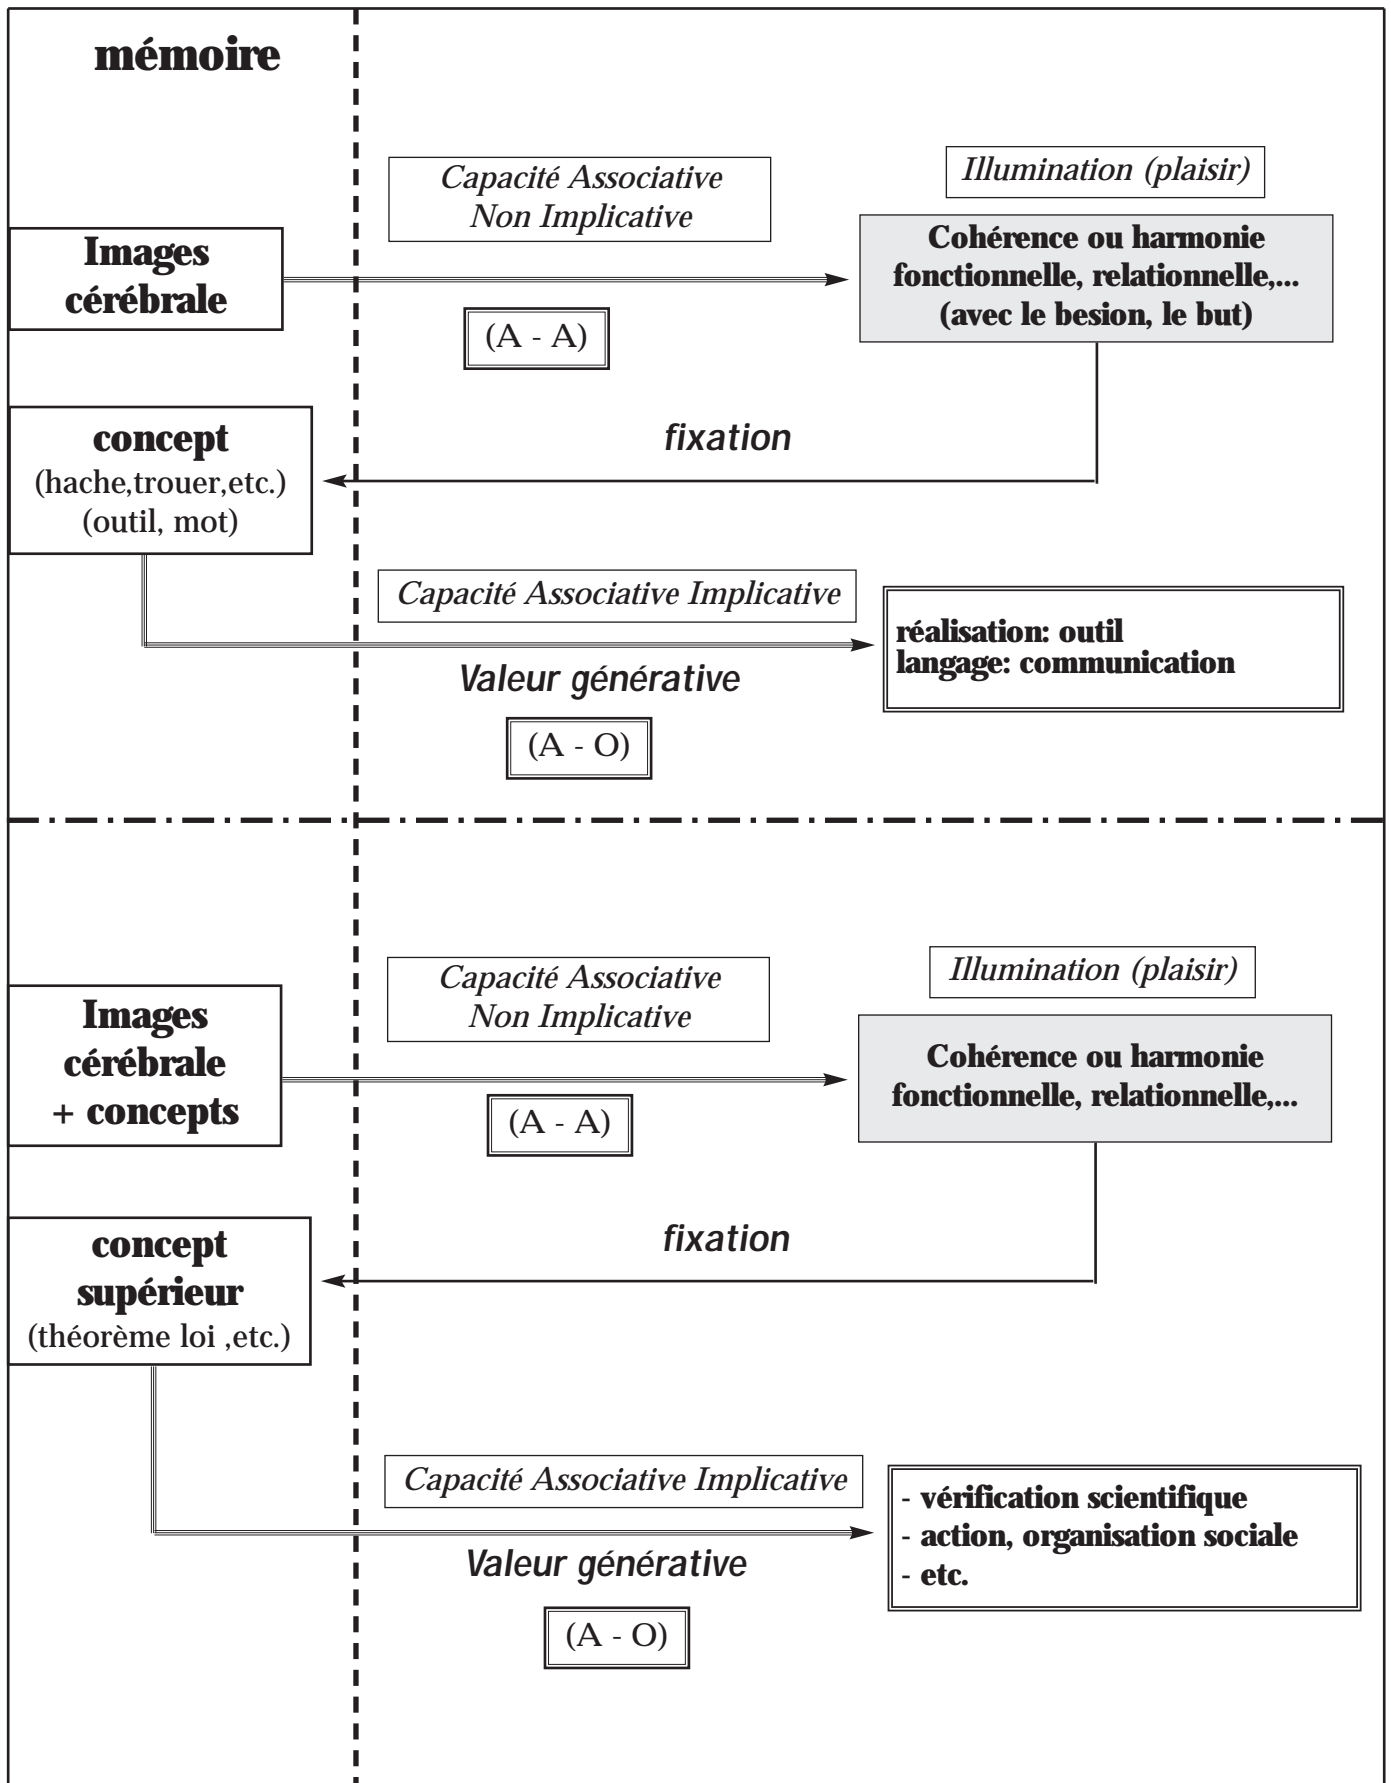 mémoire
Capacité Associative
Non Implicative
Illumination (plaisir)
Images
cérébrale
Cohérence ou harmonie
fonctionnelle, relationnelle,...
(avec le besion, le but)
(A - A)
concept
(hache,trouer,etc.)
(outil, mot)
fixation
Capacité Associative Implicative
réalisation: outil
langage: communication
Valeur générative
(A - O)
Capacité Associative
Non Implicative
Illumination (plaisir)
Images
cérébrale
+ concepts
Cohérence ou harmonie
fonctionnelle, relationnelle,...
(A - A)
concept
supérieur
(théorème loi ,etc.)
fixation
Capacité Associative Implicative
- vérification scientifique
- action, organisation sociale
- etc.
Valeur générative
(A - O)